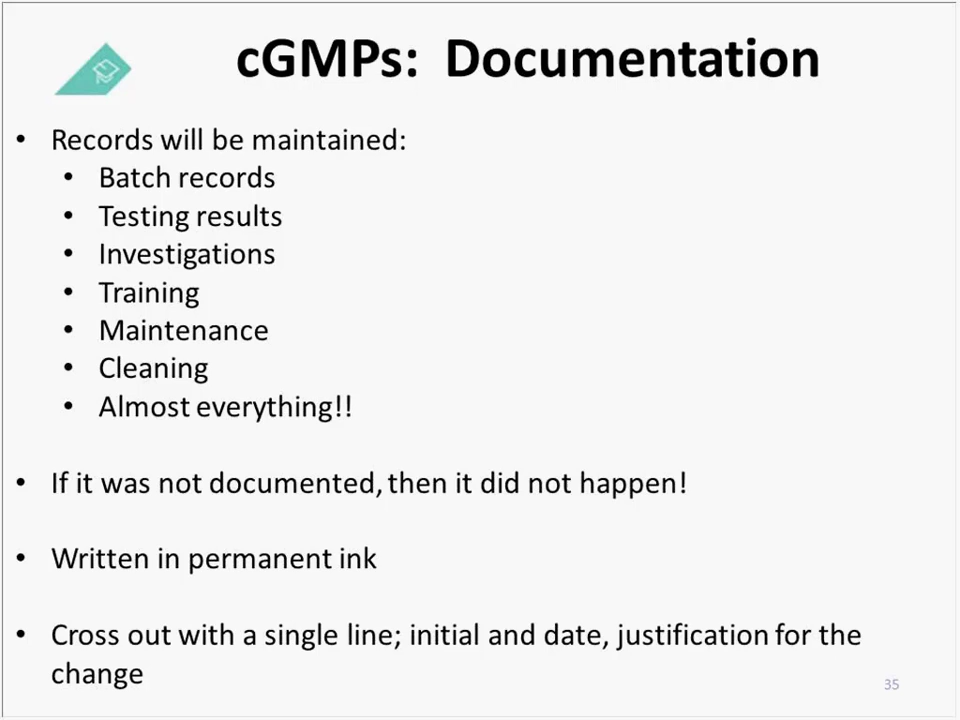 cGMPs: Documentation
• Records will be maintained:
• Batch records
• Testing results
• Investigations
• Training
• Maintenance
• Cleaning
• Almost everything!!
• If it was not documented, then it did not happen!
• Written in permanent ink
• Cross out with a single line; initial and date, justification for the
change
35